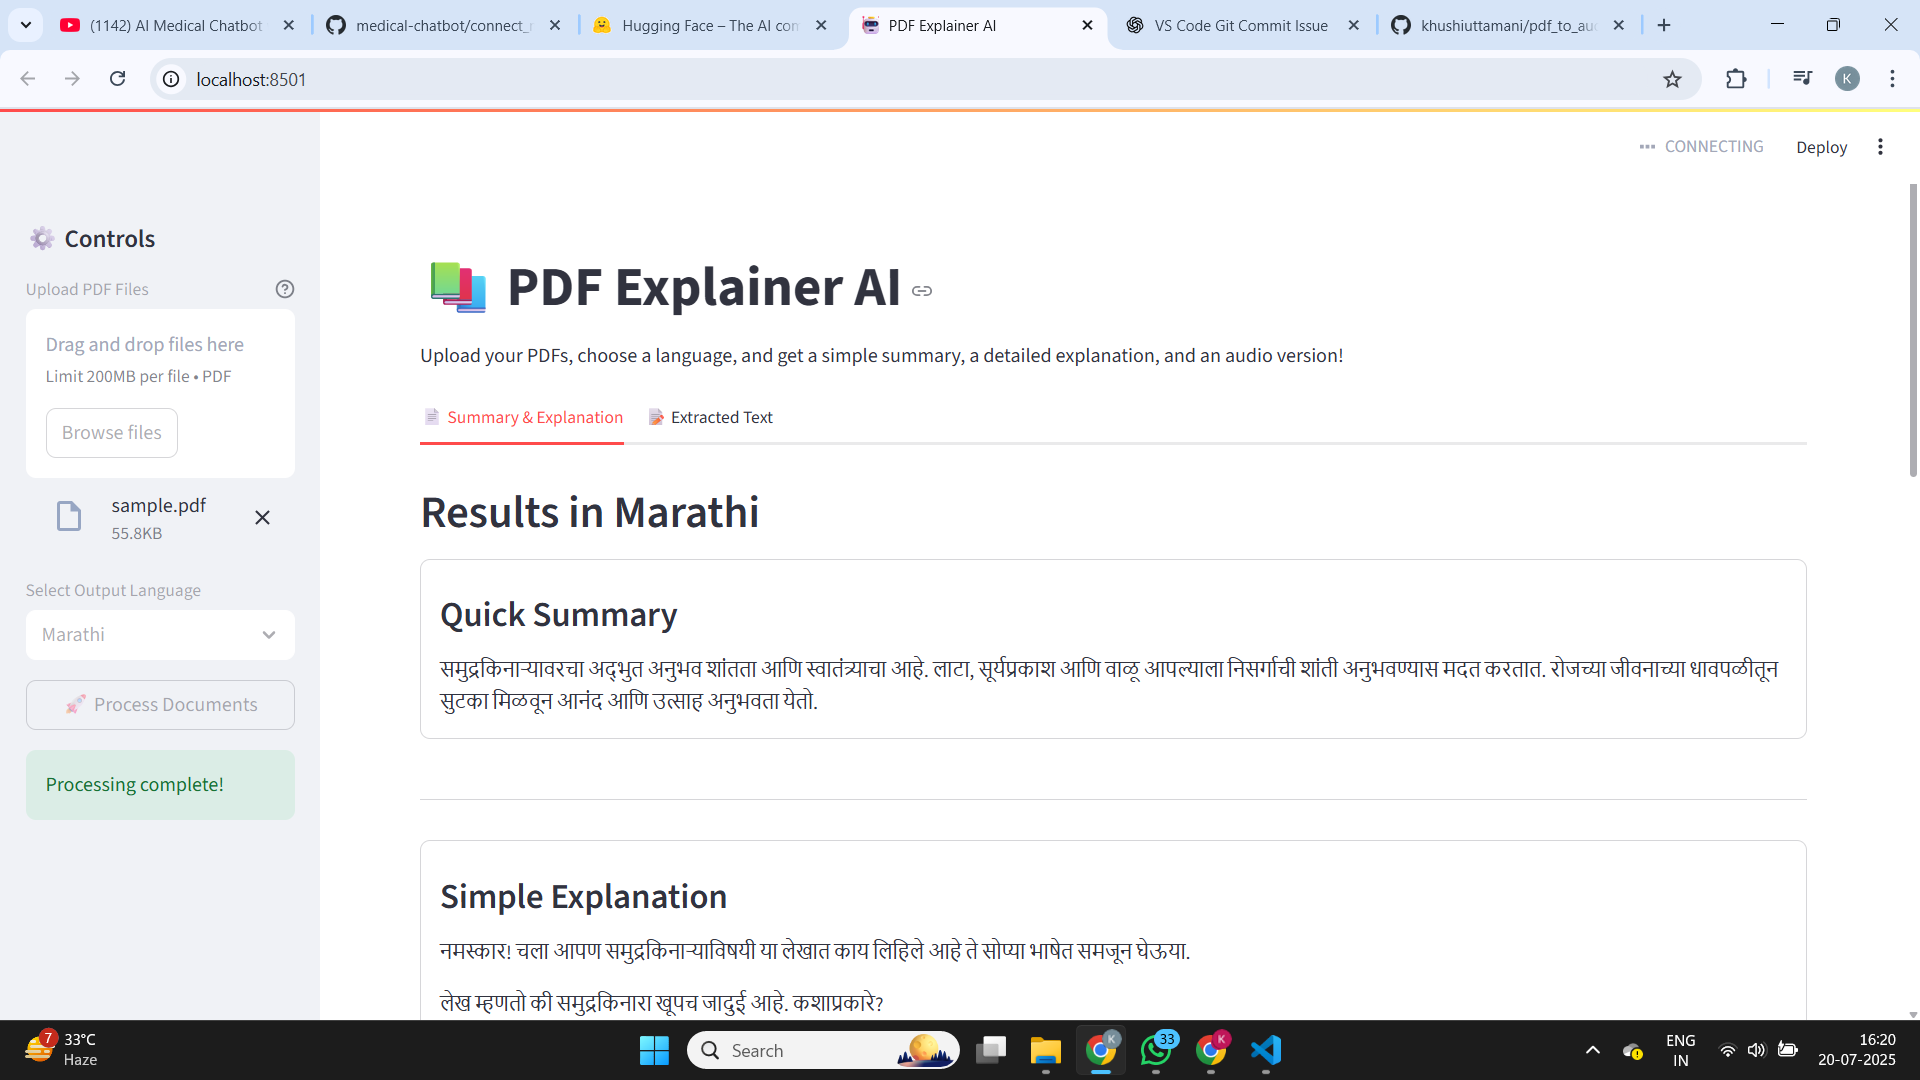 (1142) AI Medical Chatbot
medical-chatbot/connect_
Hugging Face – The AI con
PDF Explainer AI
VS Code Git Commit Issue
khushiuttamani/pdf_to_au
localhost:8501
K
CONNECTING
Deploy
Controls
Upload PDF Files
Drag and drop files here
Limit 200MB per file • PDF
Browse files
sample.pdf
55.8KB
Select Output Language
Marathi
Process Documents
Processing complete!
PDF Explainer AI
Upload your PDFs, choose a language, and get a simple summary, a detailed explanation, and an audio version!
Summary & Explanation
Extracted Text
Results in Marathi
Quick Summary
समुद्रकिनाऱ्यावरचा अद्भुत अनुभव शांतता आणि स्वातंत्र्याचा आहे. लाटा, सूर्यप्रकाश आणि वाळू आपल्याला निसर्गाची शांती अनुभवण्यास मदत करतात. रोजच्या जीवनाच्या धावपळीतून
सुटका मिळवून आनंद आणि उत्साह अनुभवता येतो.
Simple Explanation
नमस्कार! चला आपण समुद्रकिनाऱ्याविषयी या लेखात काय लिहिले आहे ते सोप्या भाषेत समजून घेऊया.
लेख म्हणतो की समुद्रकिनारा खूपच जादुई आहे. कशाप्रकारे?
7
33°C
Haze
Search
K
33
K
ENG
IN
16:20
20-07-2025